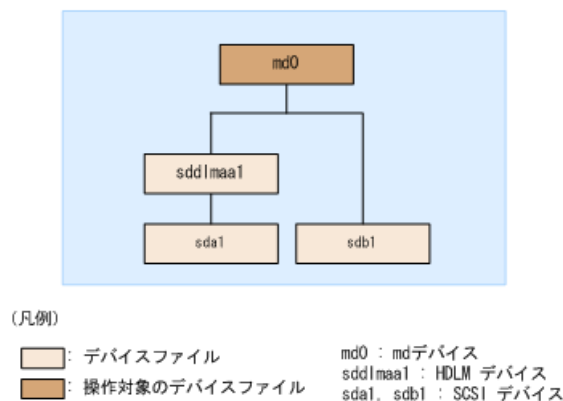 md0
sddlmaa1
sda1
sdb1
(凡例)
: デバイスファイル
: 操作対象のデバイスファイル
md0 : mdデバイス
sddlmaa1 : HDLM デバイス
sda1, sdb1 : SCSI デバイス